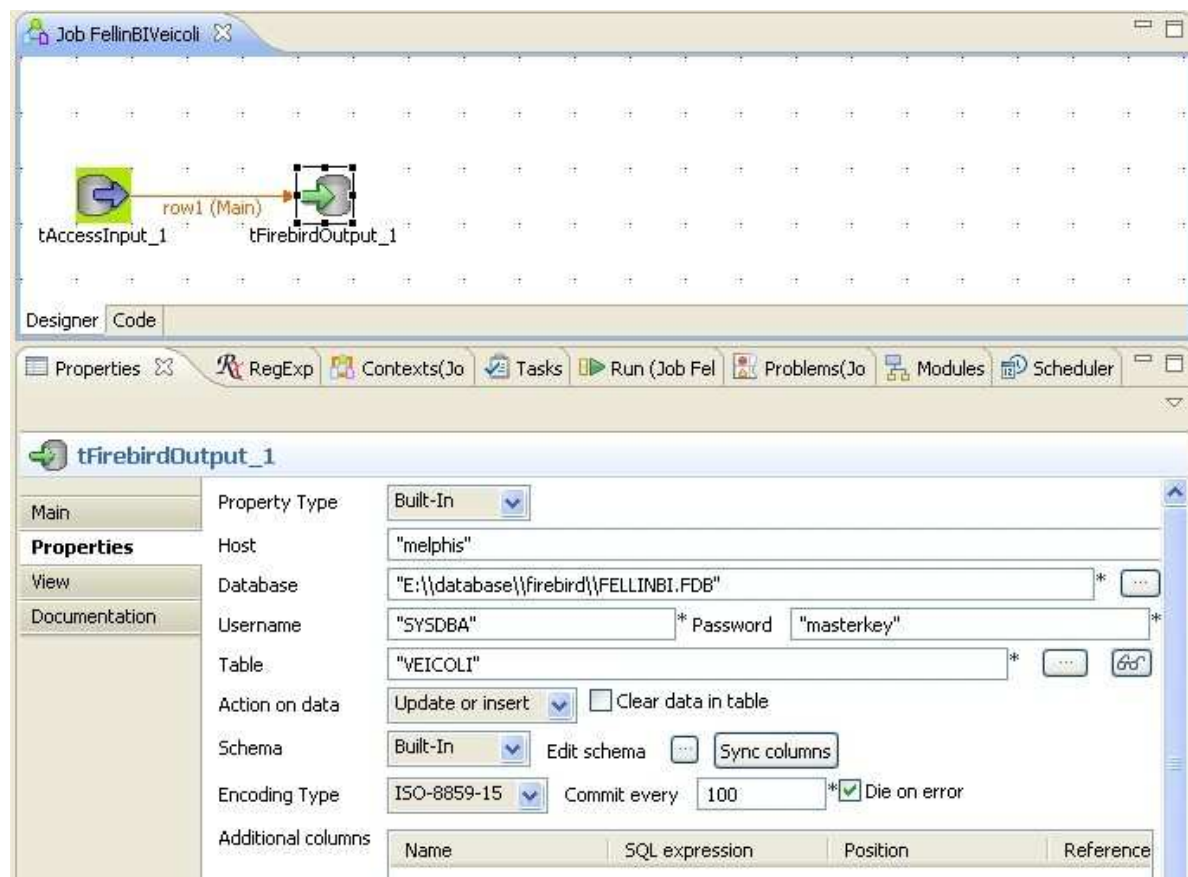 Job FellinBIVeicoli
row1 (Main)
tAccessInput_1
tFirebirdOutput_1
Designer Code
Properties RegExp Contexts(Jo Tasks Run (Job Fel Problems(Jo Modules Scheduler
tFirebirdOutput_1
Main
Properties
View
Documentation
Property Type Built-In
Host "melphis"
Database "E:\\database\\firebird\\FELLINBI.FDB" * ...
Username "SYSDBA" * Password "masterkey" *
Table "VEICOLI" * ...
Action on data Update or insert Clear data in table
Schema Built-In Edit schema ... Sync columns
Encoding Type ISO-8859-15 Commit every 100 * Die on error
Additional columns Name SQL expression Position Reference